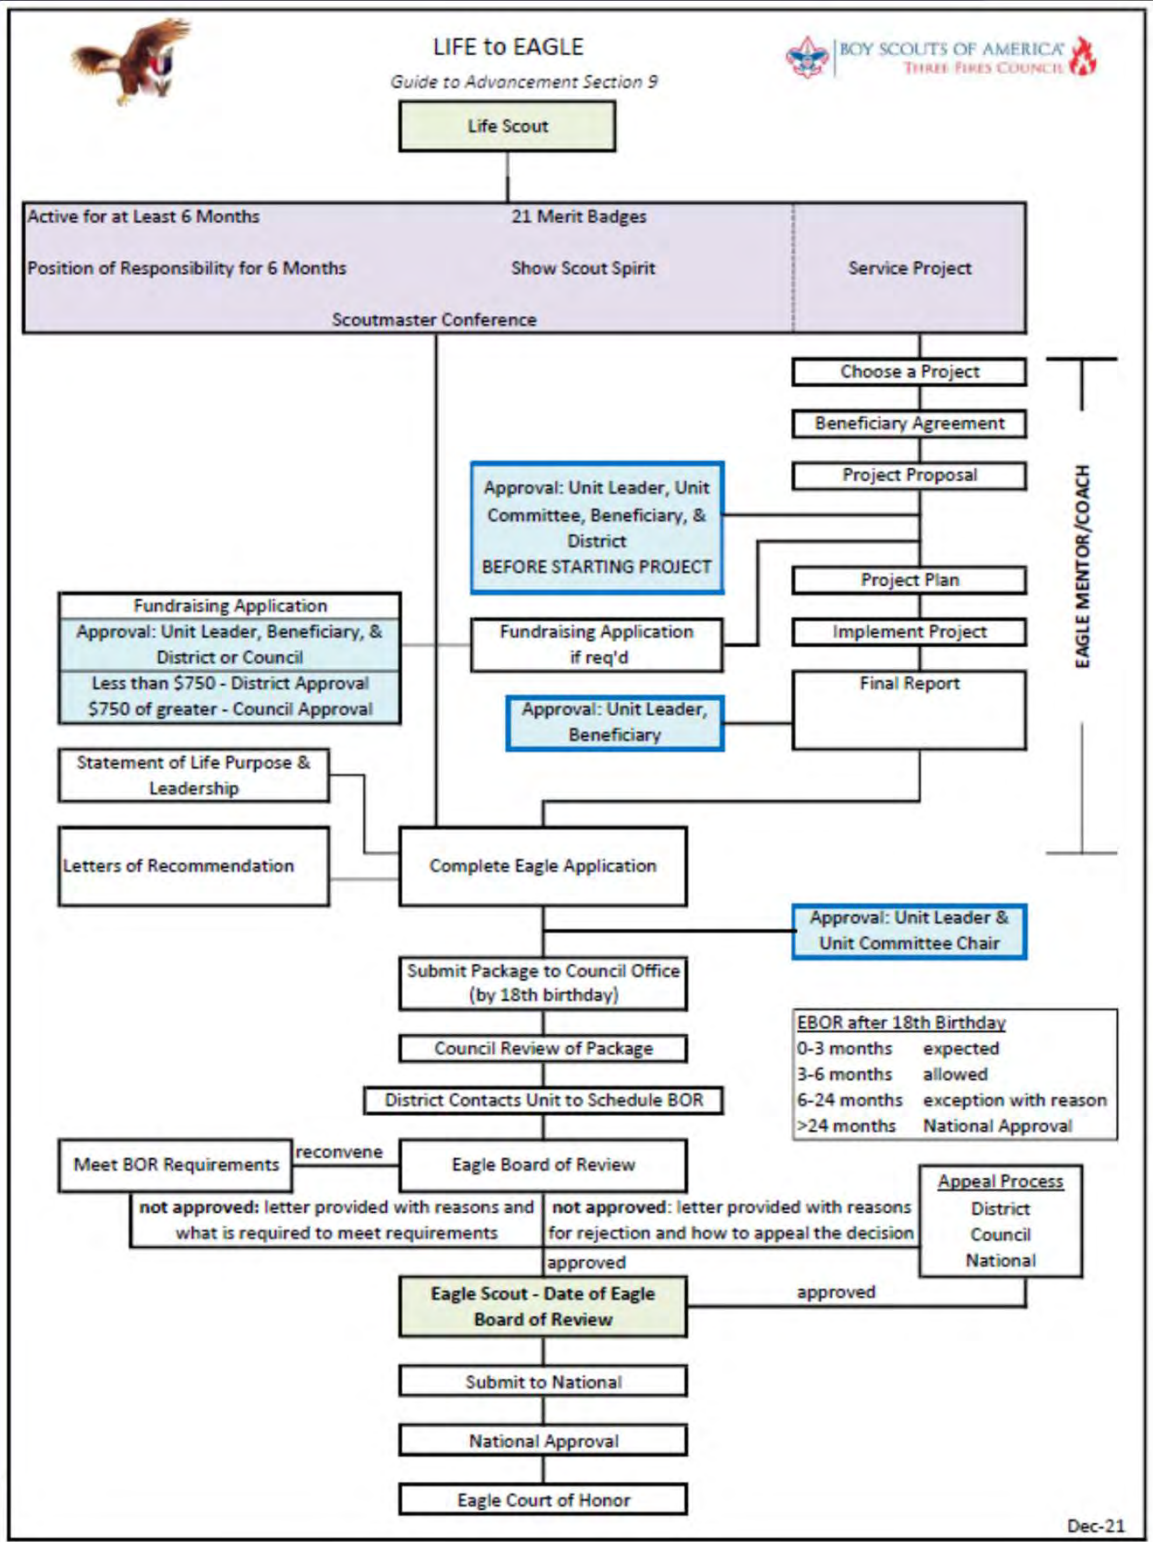 LIFE to EAGLE
Guide to Advancement Section 9
BOY SCOUTS OF AMERICA
THREE FIRES COUNCIL
Life Scout
Active for at Least 6 Months
21 Merit Badges
Position of Responsibility for 6 Months
Show Scout Spirit
Service Project
Scoutmaster Conference
Choose a Project
Beneficiary Agreement
Project Proposal
Approval: Unit Leader, Unit
Committee, Beneficiary, &
District
BEFORE STARTING PROJECT
EAGLE MENTOR/COACH
Project Plan
Fundraising Application
Approval: Unit Leader, Beneficiary, &
District or Council
Less than $750 - District Approval
$750 of greater - Council Approval
Fundraising Application
if req'd
Implement Project
Final Report
Approval: Unit Leader,
Beneficiary
Statement of Life Purpose &
Leadership
Letters of Recommendation
Complete Eagle Application
Approval: Unit Leader &
Unit Committee Chair
Submit Package to Council Office
(by 18th birthday)
EBOR after 18th Birthday
0-3 months expected
3-6 months allowed
6-24 months exception with reason
>24 months National Approval
Council Review of Package
District Contacts Unit to Schedule BOR
Meet BOR Requirements
reconvene
Eagle Board of Review
Appeal Process
District
Council
National
not approved: letter provided with reasons and
what is required to meet requirements
not approved: letter provided with reasons
for rejection and how to appeal the decision
approved
approved
Eagle Scout - Date of Eagle
Board of Review
Submit to National
National Approval
Eagle Court of Honor
Dec-21